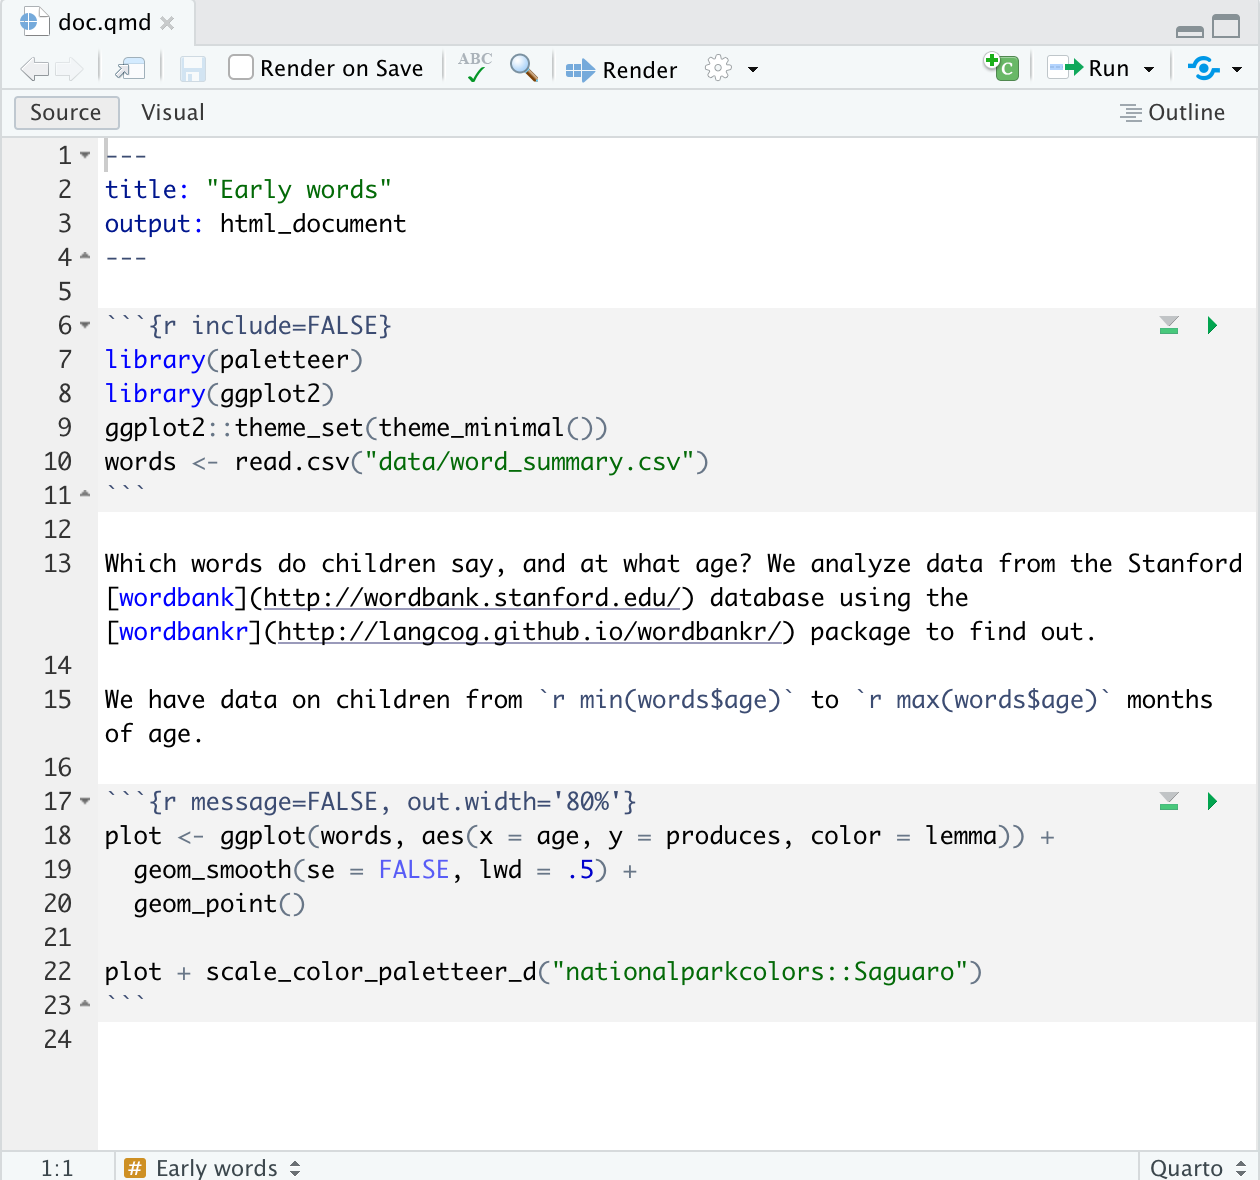 doc.qmd
Render on Save ABC Render C Run
Source Visual Outline
1 ---
2 title: "Early words"
3 output: html_document
4 ---
5
6 ```{r include=FALSE}
7 library(paletteer)
8 library(ggplot2)
9 ggplot2::theme_set(theme_minimal())
10 words <- read.csv("data/word_summary.csv")
11 ```
12
13 Which words do children say, and at what age? We analyze data from the Stanford
[wordbank](http://wordbank.stanford.edu/) database using the
[wordbankr](http://langcog.github.io/wordbankr/) package to find out.
14
15 We have data on children from `r min(words$age)` to `r max(words$age)` months
of age.
16
17 ```{r message=FALSE, out.width='80%'}
18 plot <- ggplot(words, aes(x = age, y = produces, color = lemma)) +
19   geom_smooth(se = FALSE, lwd = .5) +
20   geom_point()
21
22 plot + scale_color_paletteer_d("nationalparkcolors::Saguaro")
23 ```
24
1:1 # Early words Quarto